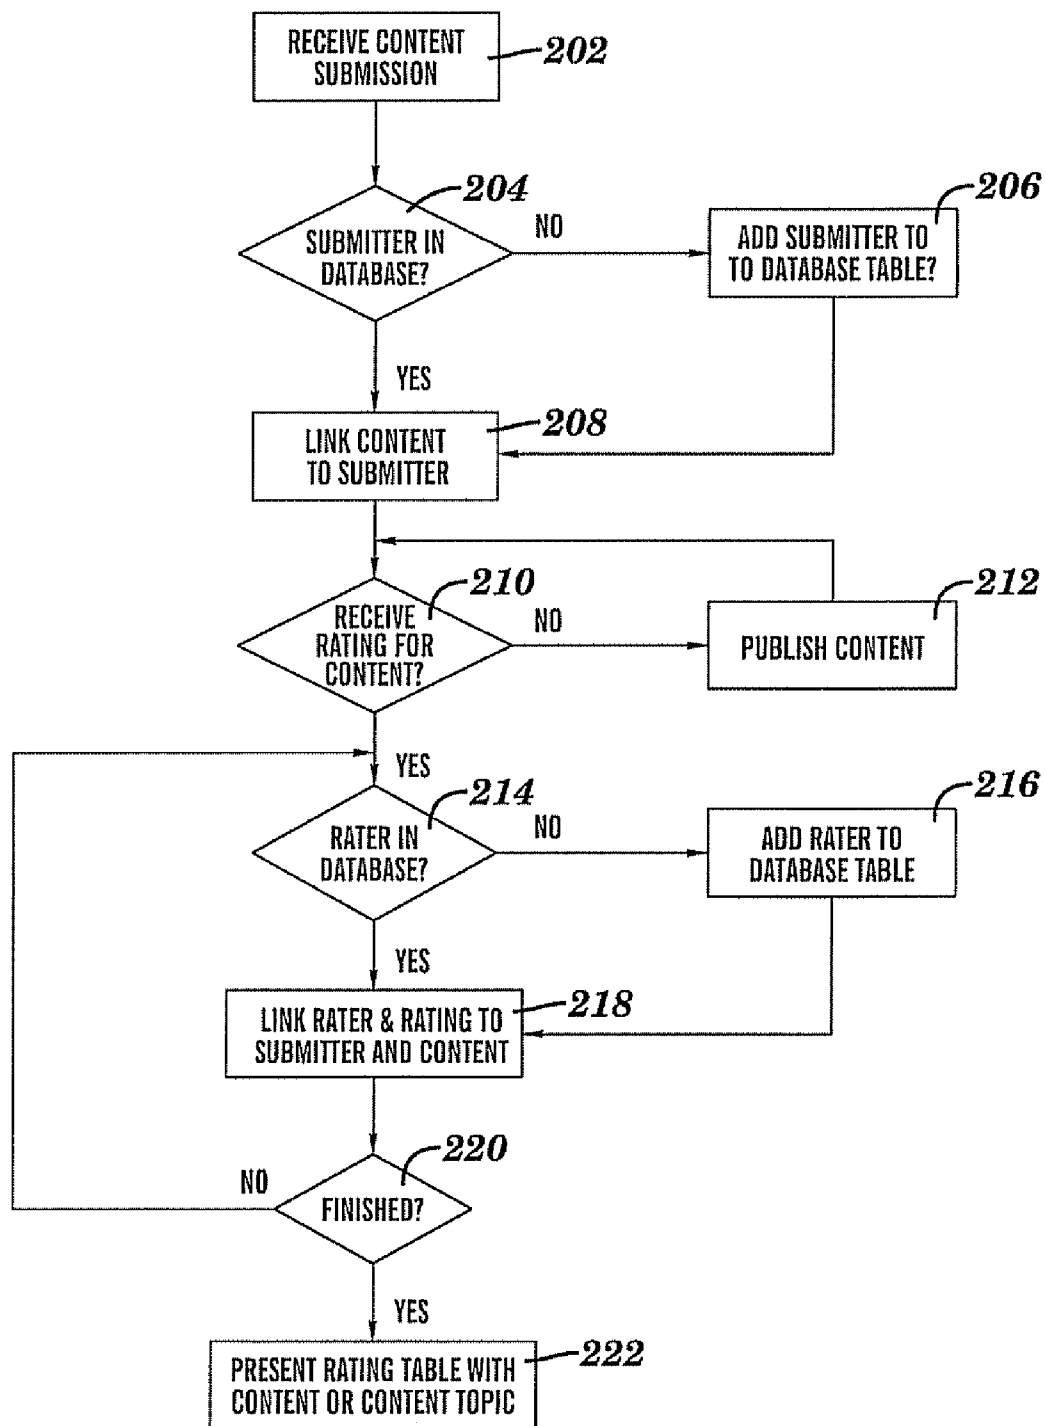 RECEIVE CONTENT
SUBMISSION
202
204
SUBMITTER IN
DATABASE?
NO
206
ADD SUBMITTER TO
TO DATABASE TABLE?
YES
208
LINK CONTENT
TO SUBMITTER
210
RECEIVE
RATING FOR
CONTENT?
NO
212
PUBLISH CONTENT
YES
214
RATER IN
DATABASE?
NO
216
ADD RATER TO
DATABASE TABLE
YES
218
LINK RATER & RATING TO
SUBMITTER AND CONTENT
220
FINISHED?
NO
YES
222
PRESENT RATING TABLE WITH
CONTENT OR CONTENT TOPIC